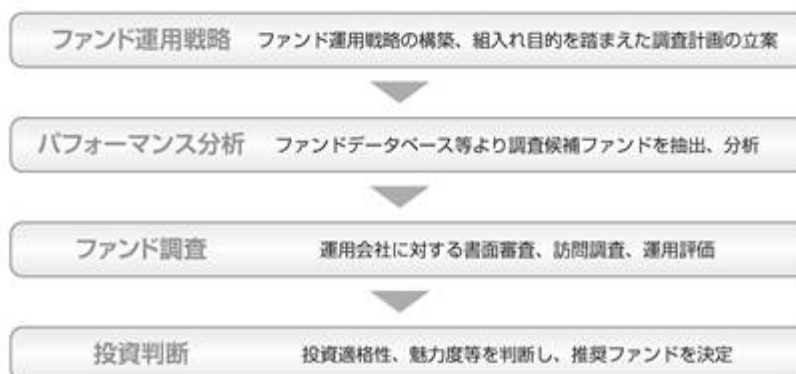 ファンド運用戦略 ファンド運用戦略の構築、組入れ目的を踏まえた調査計画の立案
パフォーマンス分析 ファンドデータベース等より調査候補ファンドを抽出、分析
ファンド調査 運用会社に対する書面審査、訪問調査、運用評価
投資判断 投資適格性、魅力度等を判断し、推奨ファンドを決定